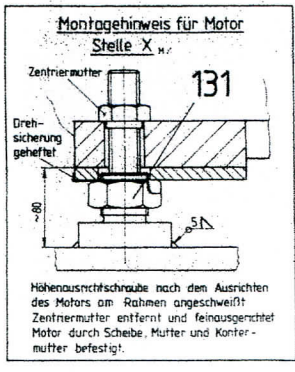 Montagehinweis für Motor
Stelle X
Zentriermutter
131
Dreh-
sicherung
geheftet
~80
5
Höhenausrichtschraube nach dem Ausrichten
des Motors am Rahmen angeschweißt
Zentriermutter entfernt und feinausgerichtet
Motor durch Scheibe, Mutter und Konter-
mutter befestigt.